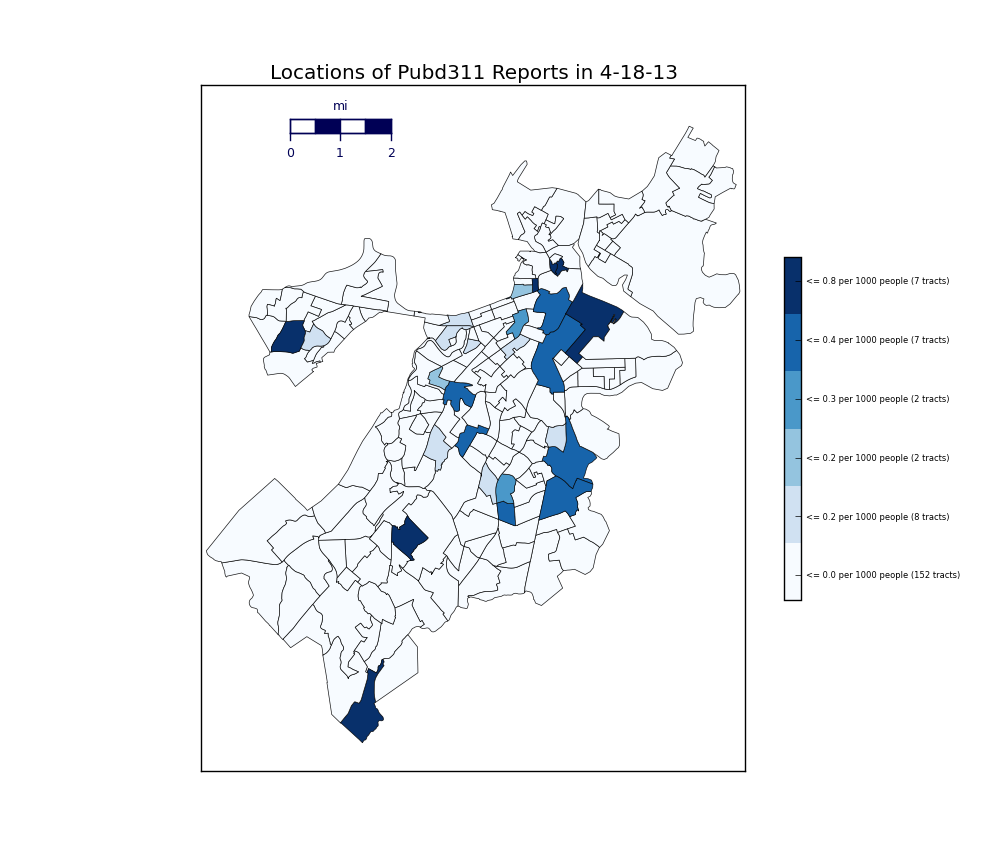 Locations of Pubd311 Reports in 4-18-13
mi
0 1 2
<= 0.8 per 1000 people (7 tracts)
<= 0.4 per 1000 people (7 tracts)
<= 0.3 per 1000 people (2 tracts)
<= 0.2 per 1000 people (2 tracts)
<= 0.2 per 1000 people (8 tracts)
<= 0.0 per 1000 people (152 tracts)